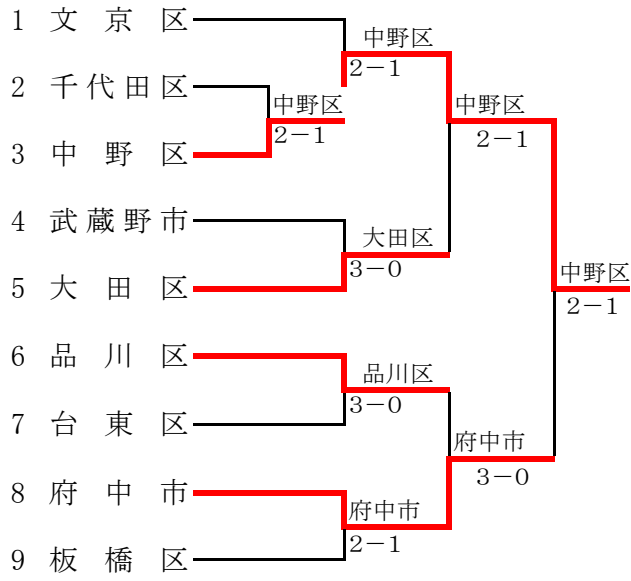 1 文京区
中野区
2-1
2 千代田区
中野区
2-1
中野区
2-1
3 中野区
4 武蔵野市
大田区
3-0
5 大田区
中野区
2-1
6 品川区
品川区
3-0
7 台東区
府中市
3-0
8 府中市
府中市
2-1
9 板橋区